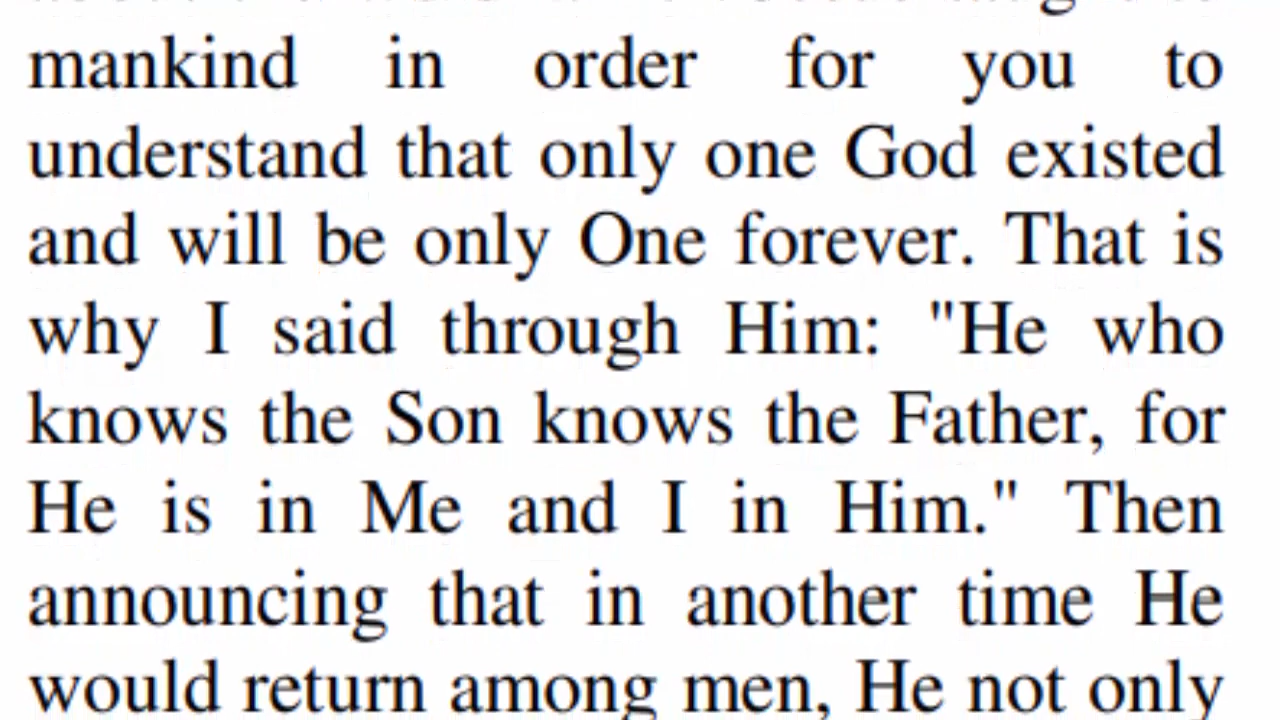 mankind in order for you to
understand that only one God existed
and will be only One forever. That is
why I said through Him: "He who
knows the Son knows the Father, for
He is in Me and I in Him." Then
announcing that in another time He
would return among men, He not only